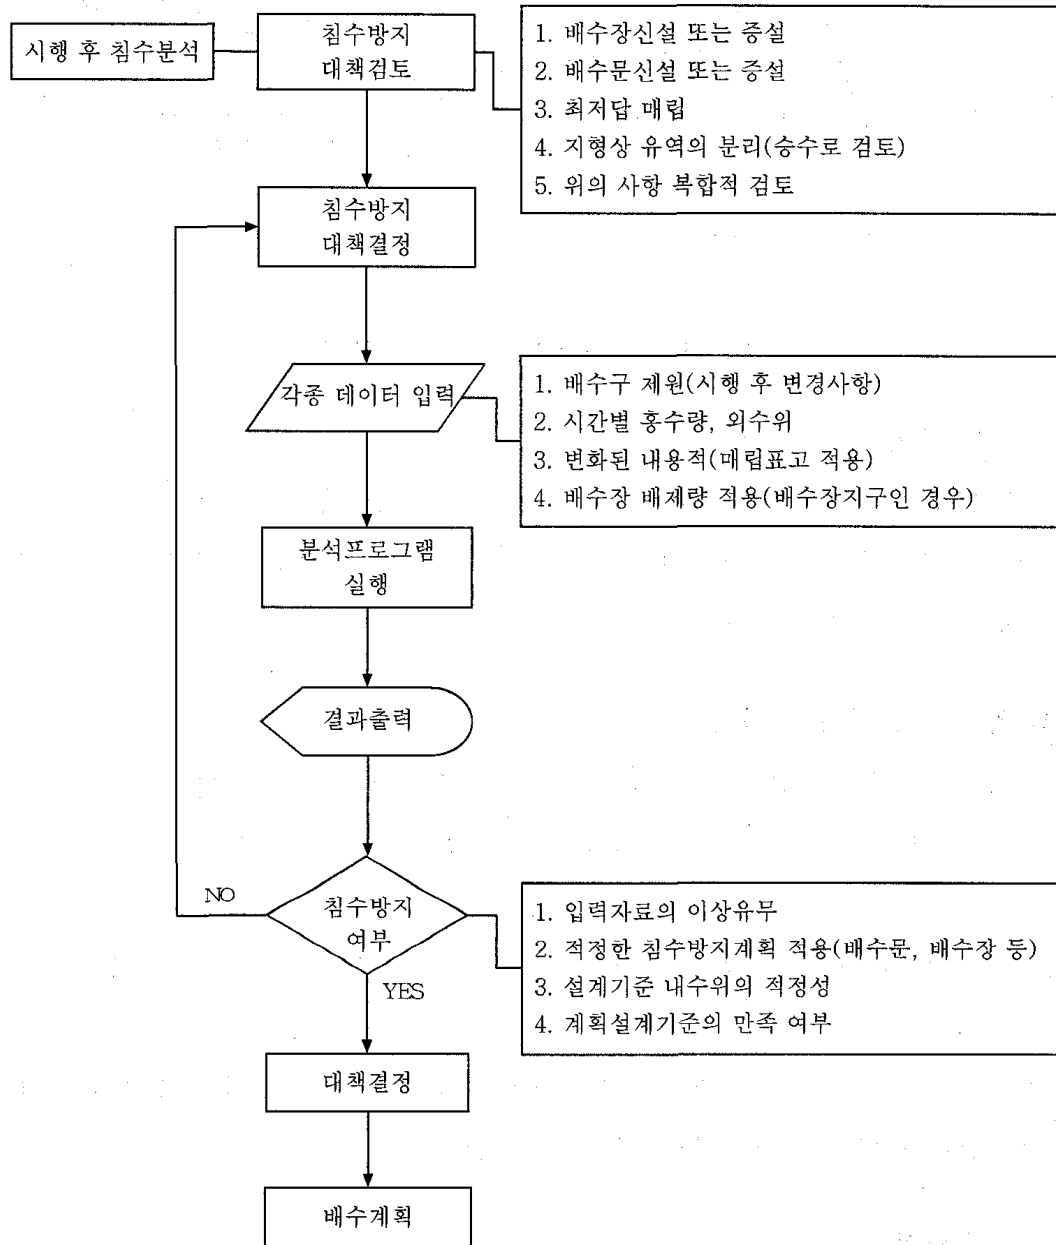 시행 후 침수분석
침수방지
대책검토
1. 배수장신설 또는 증설
2. 배수문신설 또는 증설
3. 최저답 매립
4. 지형상 유역의 분리(승수로 검토)
5. 위의 사항 복합적 검토
침수방지
대책결정
각종 데이터 입력
1. 배수구 제원(시행 후 변경사항)
2. 시간별 홍수량, 외수위
3. 변화된 내용적(매립표고 적용)
4. 배수장 배제량 적용(배수장지구인 경우)
분석프로그램
실행
결과출력
침수방지
여부
NO
YES
1. 입력자료의 이상유무
2. 적정한 침수방지계획 적용(배수문, 배수장 등)
3. 설계기준 내수위의 적정성
4. 계획설계기준의 만족 여부
대책결정
배수계획